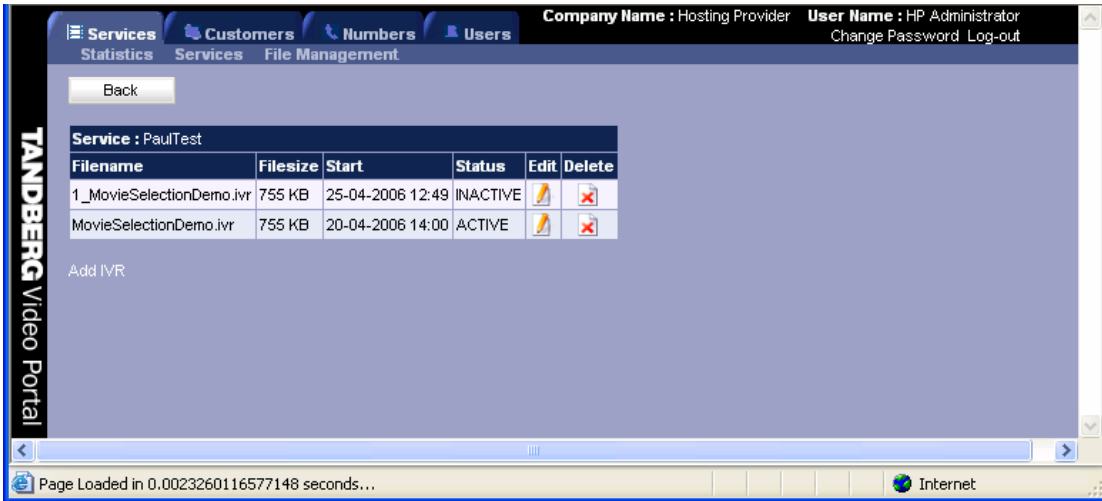 Company Name : Hosting Provider User Name : HP Administrator
Services Customers Numbers Users
Change Password Log-out
Statistics Services File Management
Back
Service : PaulTest
Filename Filesize Start Status Edit Delete
1_MovieSelectionDemo.ivr 755 KB 25-04-2006 12:49 INACTIVE
MovieSelectionDemo.ivr 755 KB 20-04-2006 14:00 ACTIVE
Add IVR
TANDBERG Video Portal
Page Loaded in 0.0023260116577148 seconds... Internet